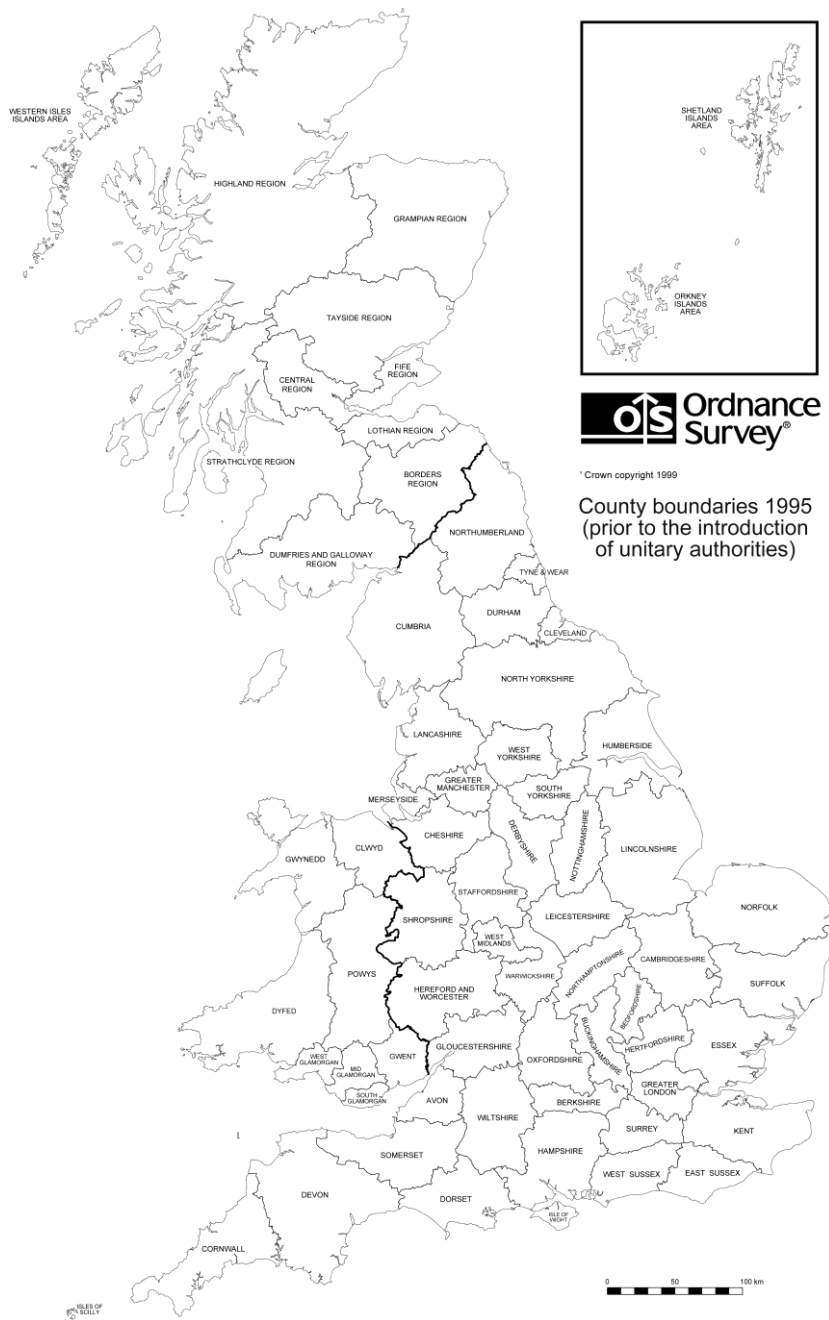 WESTERN ISLES
ISLANDS AREA
SHETLAND
ISLANDS
AREA
HIGHLAND REGION
GRAMPIAN REGION
ORKNEY
ISLANDS
AREA
TAYSIDE REGION
FIFE
REGION
CENTRAL
REGION
OS Ordnance
Survey®
LOTHIAN REGION
STRATHCLYDE REGION
BORDERS
REGION
' Crown copyright 1999
County boundaries 1995
(prior to the introduction
of unitary authorities)
NORTHUMBERLAND
DUMFRIES AND GALLOWAY
REGION
TYNE & WEAR
CUMBRIA
DURHAM
CLEVELAND
NORTH YORKSHIRE
LANCASHIRE
WEST
YORKSHIRE
HUMBERSIDE
GREATER
MANCHESTER
SOUTH
YORKSHIRE
MERSEYSIDE
CHESHIRE
DERBYSHIRE
NOTTINGHAMSHIRE
LINCOLNSHIRE
GWYNEDD
CLWYD
STAFFORDSHIRE
SHROPSHIRE
LEICESTERSHIRE
NORFOLK
WEST
MIDLANDS
POWYS
WARWICKSHIRE
NORTHAMPTONSHIRE
CAMBRIDGESHIRE
HEREFORD AND
WORCESTER
SUFFOLK
DYFED
BEDFORDSHIRE
BUCKINGHAMSHIRE
HERTFORDSHIRE
ESSEX
GWENT
GLOUCESTERSHIRE
OXFORDSHIRE
WEST
GLAMORGAN
MID
GLAMORGAN
SOUTH
GLAMORGAN
AVON
WILTSHIRE
BERKSHIRE
GREATER
LONDON
SURREY
KENT
SOMERSET
HAMPSHIRE
WEST SUSSEX
EAST SUSSEX
DEVON
DORSET
ISLE OF
WIGHT
CORNWALL
ISLES OF
SCILLY
0 50 100 km